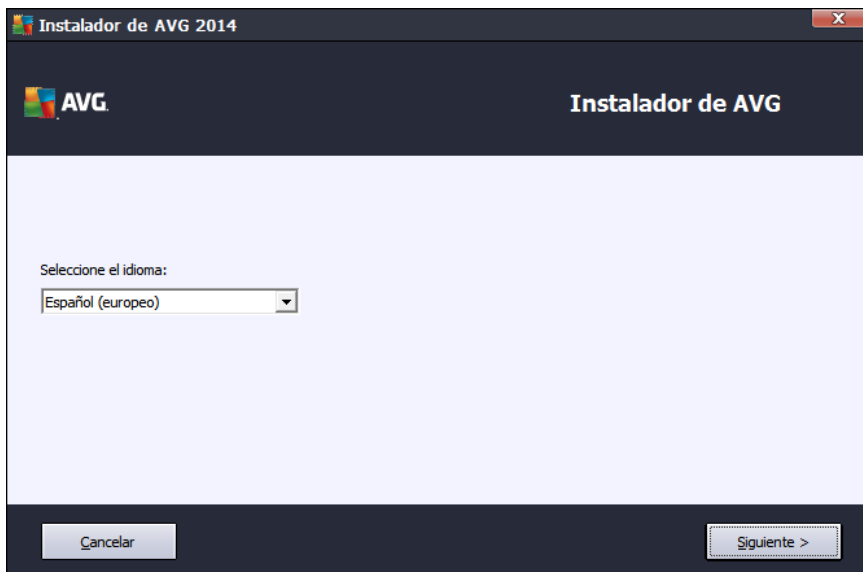 Instalador de AVG 2014
AVG.
Instalador de AVG
Seleccione el idioma:
Español (europeo)
Cancelar
Siguiente >